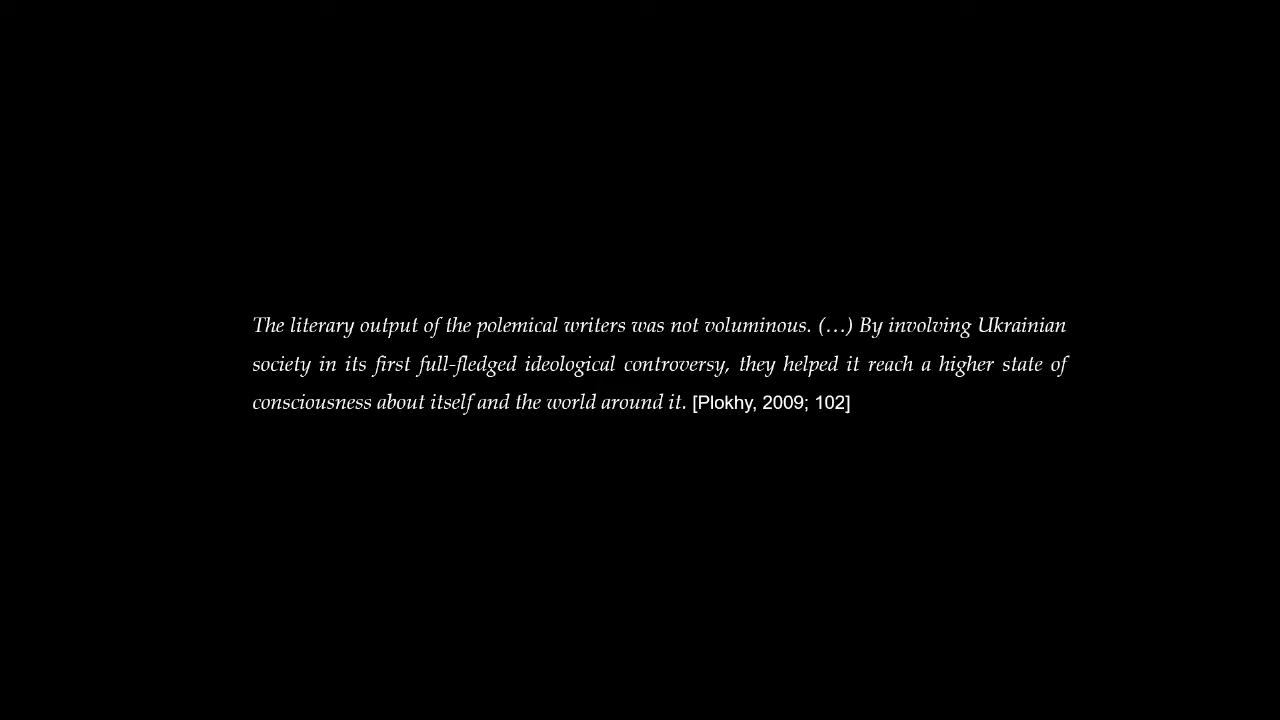 The literary output of the polemical writers was not voluminous. (…) By involving Ukrainian
society in its first full-fledged ideological controversy, they helped it reach a higher state of
consciousness about itself and the world around it. [Plokhy, 2009; 102]